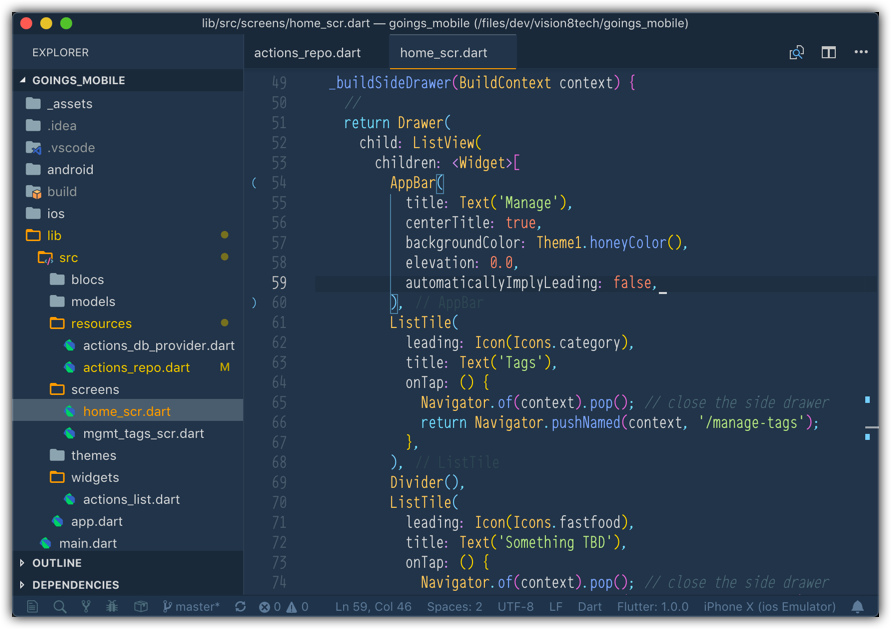 lib/src/screens/home_scr.dart — goings_mobile (/files/dev/vision8tech/goings_mobile)
EXPLORER
actions_repo.dart
home_scr.dart
GOINGS_MOBILE
_assets
.idea
.vscode
android
build
ios
lib
src
blocs
models
resources
actions_db_provider.dart
actions_repo.dart M
screens
home_scr.dart
mgmt_tags_scr.dart
themes
widgets
actions_list.dart
app.dart
main.dart
OUTLINE
DEPENDENCIES
49 _buildSideDrawer(BuildContext context) {
50 //
51 return Drawer(
52 child: ListView(
53 children: <Widget>[
54 AppBar(
55 title: Text('Manage'),
56 centerTitle: true,
57 backgroundColor: Theme1.honeyColor(),
58 elevation: 0.0,
59 automaticallyImplyLeading: false,
60 ), // AppBar
61 ListTile(
62 leading: Icon(Icons.category),
63 title: Text('Tags'),
64 onTap: () {
65 Navigator.of(context).pop(); // close the side drawer
66 return Navigator.pushNamed(context, '/manage-tags');
67 },
68 ), // ListTile
69 Divider(),
70 ListTile(
71 leading: Icon(Icons.fastfood),
72 title: Text('Something TBD'),
73 onTap: () {
74 Navigator.of(context).pop(); // close the side drawer
master* 0 0 Ln 59, Col 46 Spaces: 2 UTF-8 LF Dart Flutter: 1.0.0 iPhone X (ios Emulator)